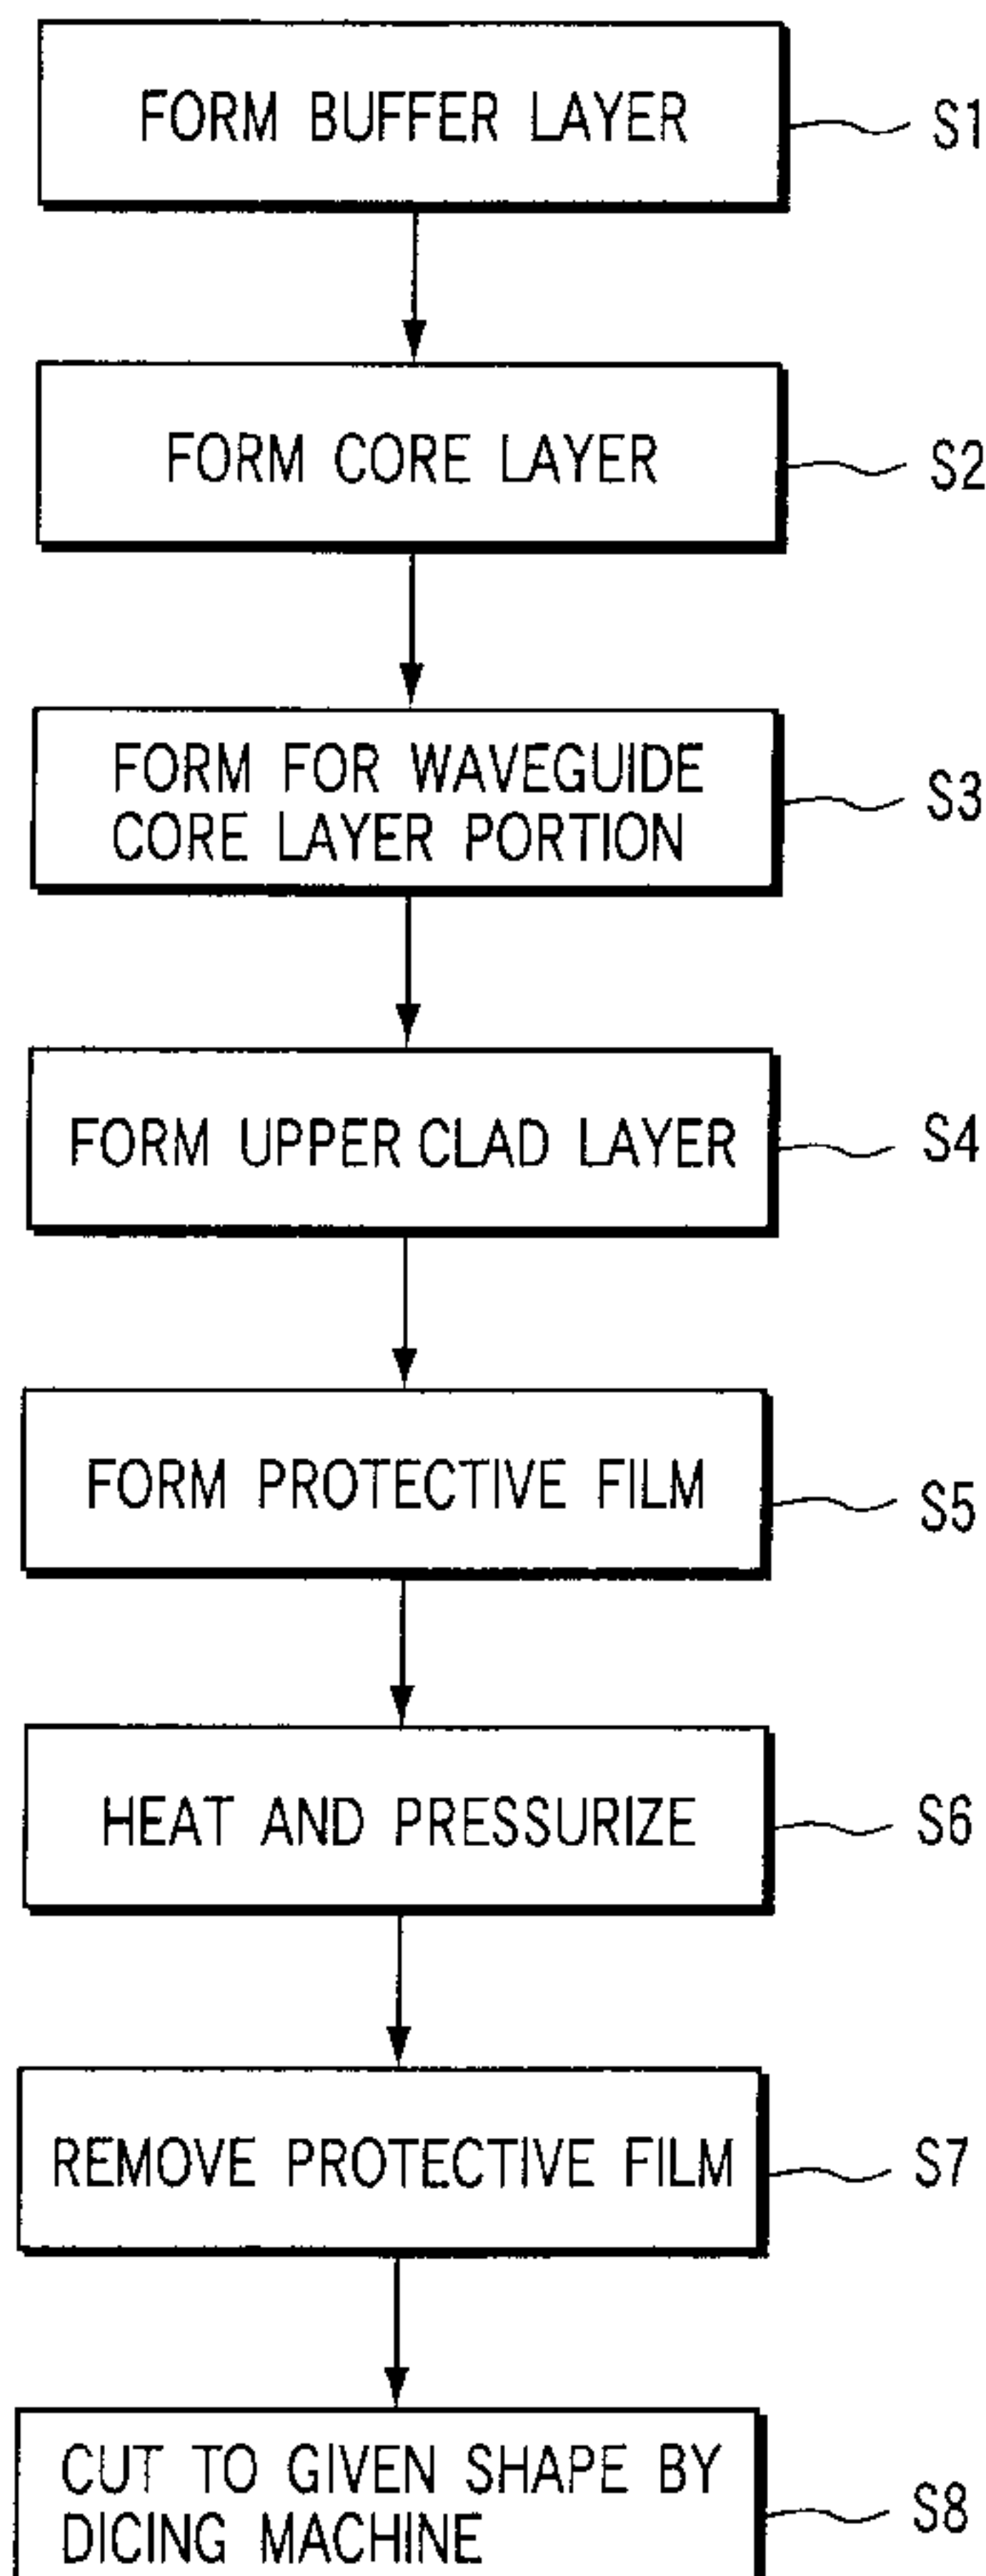 FORM BUFFER LAYER
S1
FORM CORE LAYER
S2
FORM FOR WAVEGUIDE
CORE LAYER PORTION
S3
FORM UPPER CLAD LAYER
S4
FORM PROTECTIVE FILM
S5
HEAT AND PRESSURIZE
S6
REMOVE PROTECTIVE FILM
S7
CUT TO GIVEN SHAPE BY
DICING MACHINE
S8